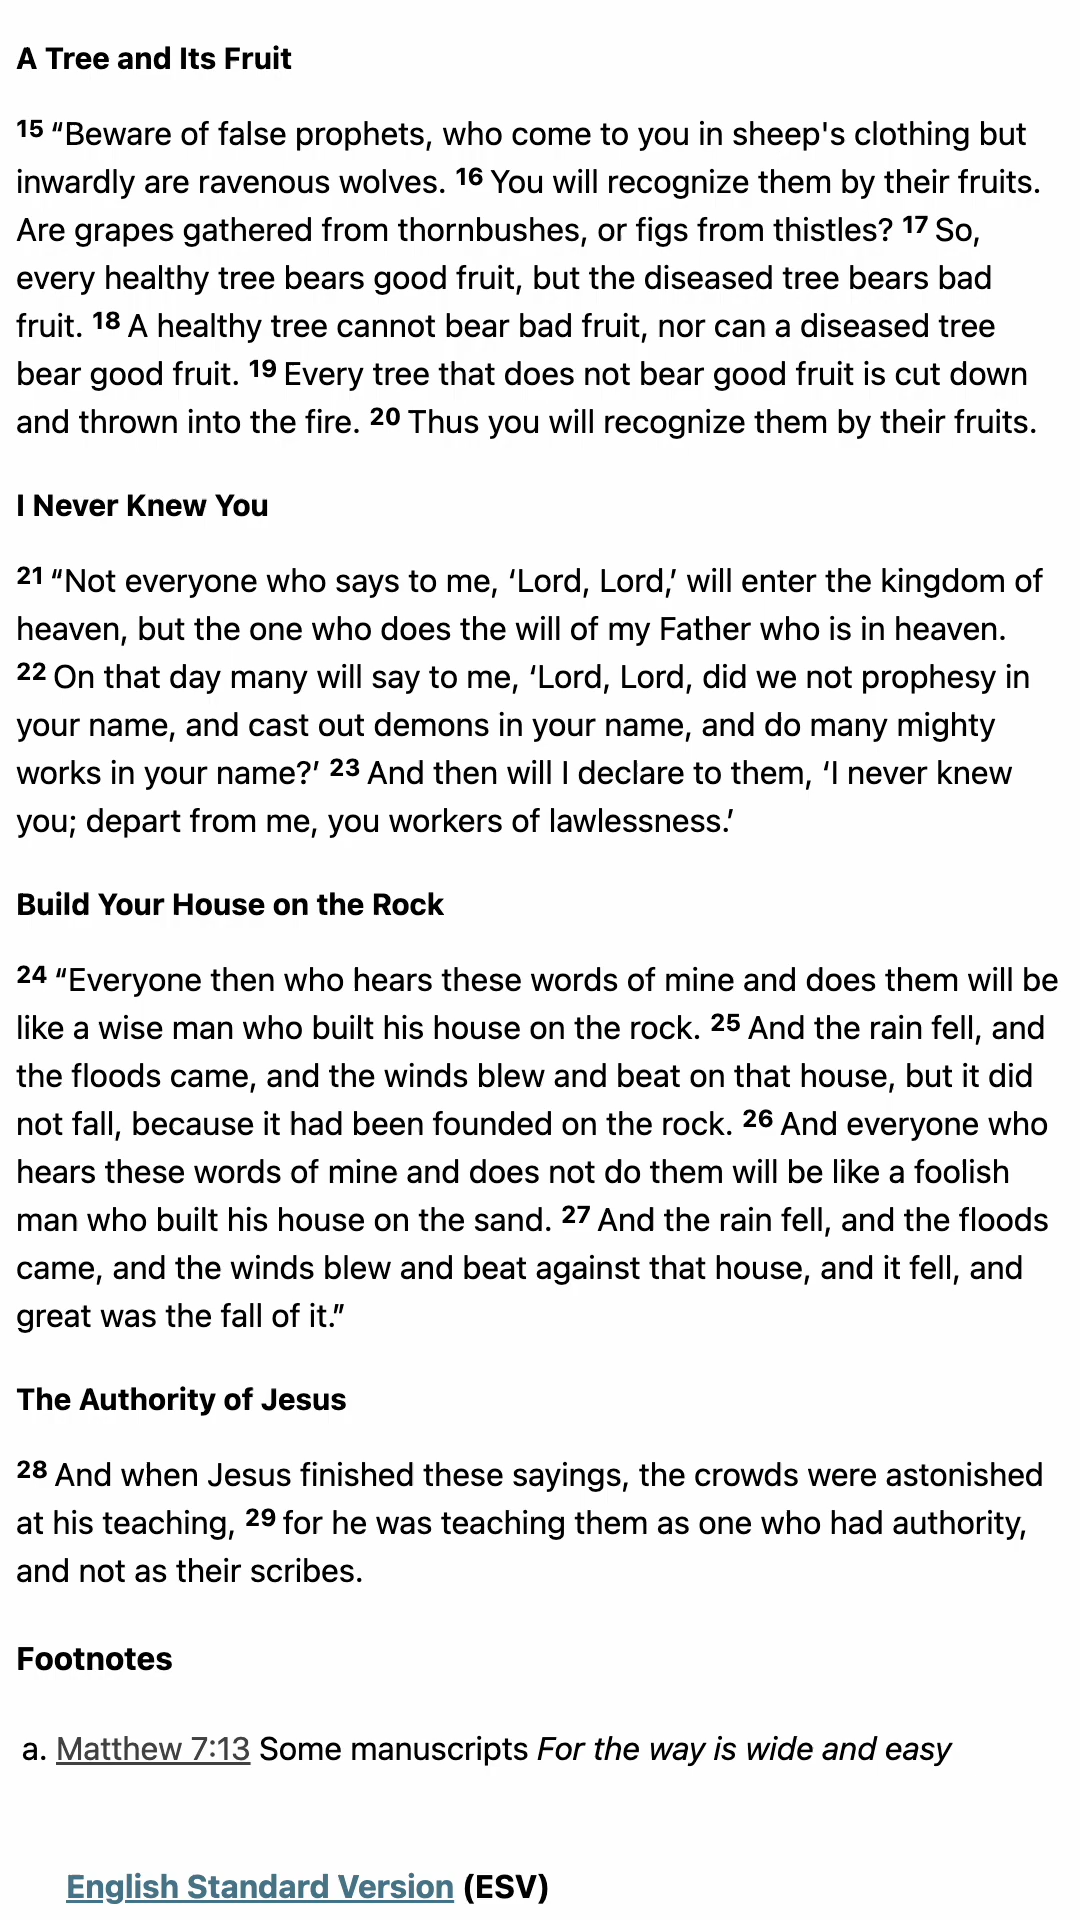 A Tree and Its Fruit
15 “Beware of false prophets, who come to you in sheep's clothing but
inwardly are ravenous wolves. 16 You will recognize them by their fruits.
Are grapes gathered from thornbushes, or figs from thistles? 17 So,
every healthy tree bears good fruit, but the diseased tree bears bad
fruit. 18 A healthy tree cannot bear bad fruit, nor can a diseased tree
bear good fruit. 19 Every tree that does not bear good fruit is cut down
and thrown into the fire. 20 Thus you will recognize them by their fruits.
I Never Knew You
21 “Not everyone who says to me, ‘Lord, Lord,’ will enter the kingdom of
heaven, but the one who does the will of my Father who is in heaven.
22 On that day many will say to me, ‘Lord, Lord, did we not prophesy in
your name, and cast out demons in your name, and do many mighty
works in your name?’ 23 And then will I declare to them, ‘I never knew
you; depart from me, you workers of lawlessness.’
Build Your House on the Rock
24 “Everyone then who hears these words of mine and does them will be
like a wise man who built his house on the rock. 25 And the rain fell, and
the floods came, and the winds blew and beat on that house, but it did
not fall, because it had been founded on the rock. 26 And everyone who
hears these words of mine and does not do them will be like a foolish
man who built his house on the sand. 27 And the rain fell, and the floods
came, and the winds blew and beat against that house, and it fell, and
great was the fall of it.”
The Authority of Jesus
28 And when Jesus finished these sayings, the crowds were astonished
at his teaching, 29 for he was teaching them as one who had authority,
and not as their scribes.
Footnotes
a. Matthew 7:13 Some manuscripts For the way is wide and easy
English Standard Version (ESV)